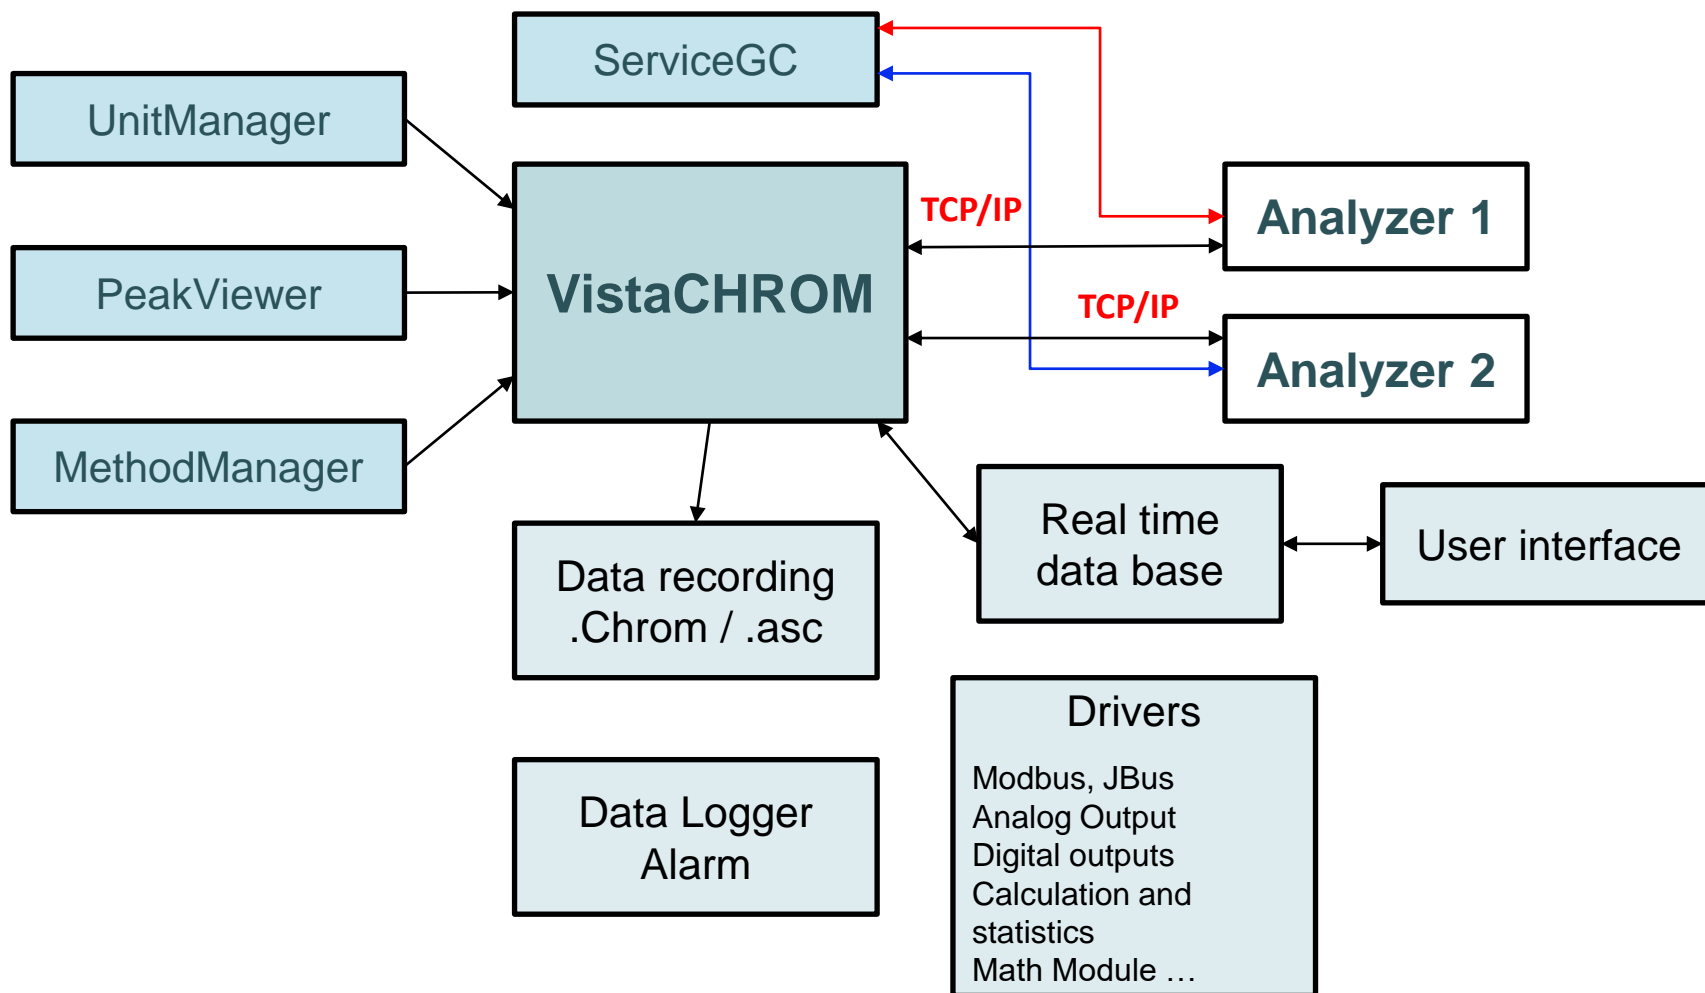 ServiceGC
UnitManager
TCP/IP
Analyzer 1
PeakViewer
VistaCHROM
TCP/IP
Analyzer 2
MethodManager
Real time
data base
User interface
Data recording
.Chrom / .asc
Drivers
Modbus, JBus
Analog Output
Digital outputs
Calculation and
statistics
Math Module …
Data Logger
Alarm